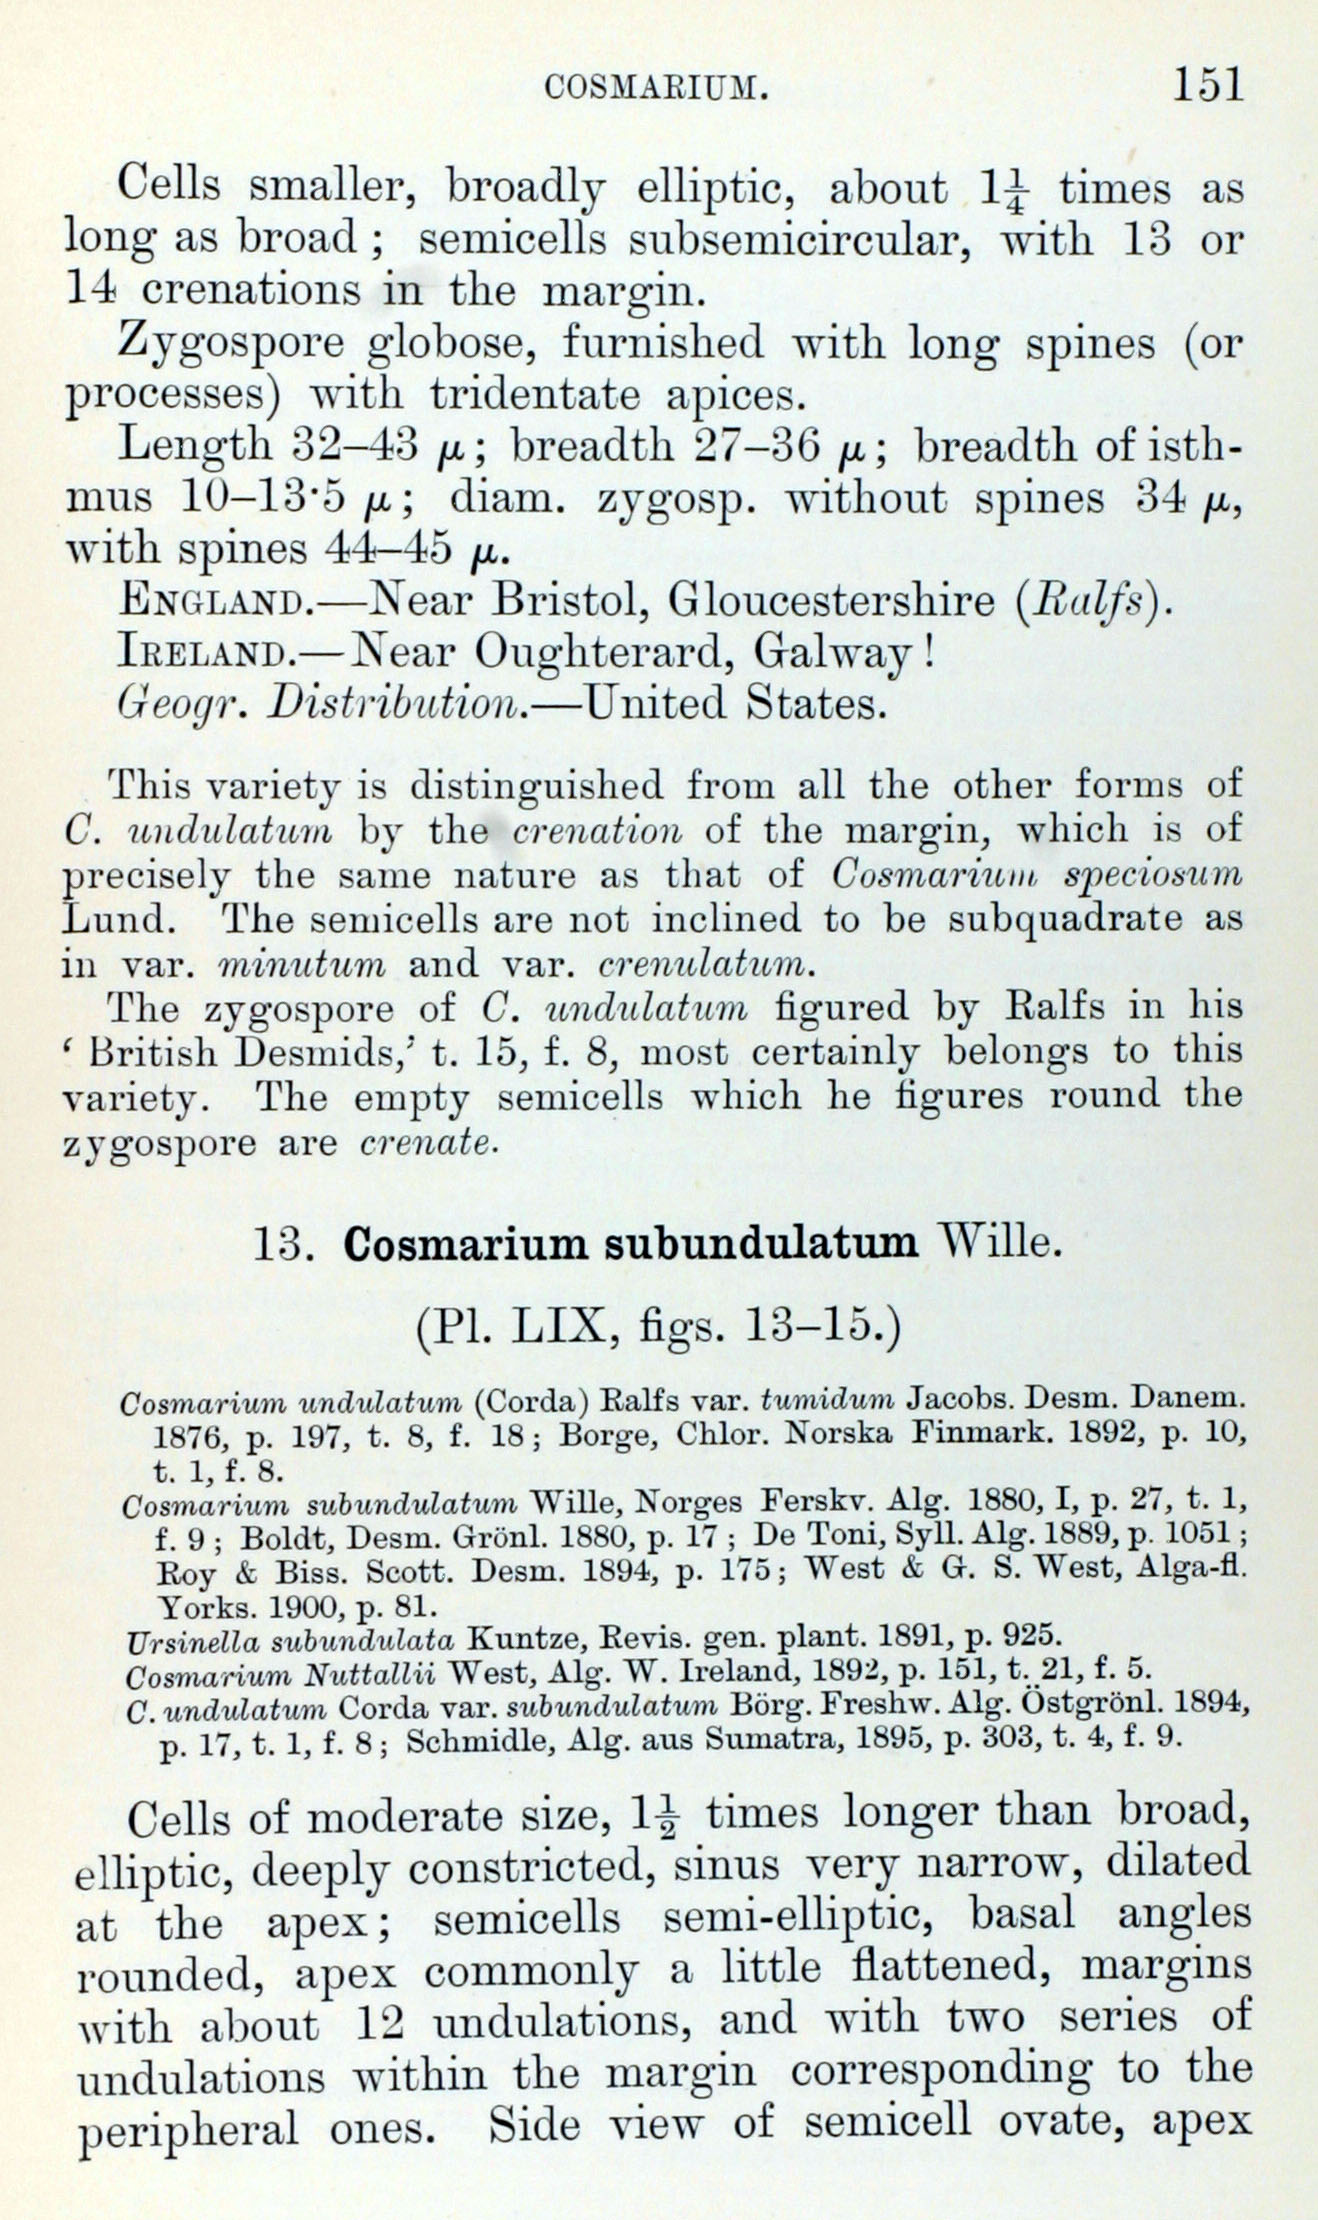 COSMARIUM. 151
Cells smaller, broadly elliptic, about 1¼ times as
long as broad ; semicells subsemicircular, with 13 or
14 crenations in the margin.
Zygospore globose, furnished with long spines (or
processes) with tridentate apices.
Length 32–43 μ ; breadth 27–36 μ ; breadth of isth-
mus 10–13·5 μ ; diam. zygosp. without spines 34 μ,
with spines 44–45 μ.
ENGLAND.—Near Bristol, Gloucestershire (Ralfs).
IRELAND.—Near Oughterard, Galway !
Geogr. Distribution.—United States.
This variety is distinguished from all the other forms of
C. undulatum by the crenation of the margin, which is of
precisely the same nature as that of Cosmarium speciosum
Lund. The semicells are not inclined to be subquadrate as
in var. minutum and var. crenulatum.
The zygospore of C. undulatum figured by Ralfs in his
‘ British Desmids,’ t. 15, f. 8, most certainly belongs to this
variety. The empty semicells which he figures round the
zygospore are crenate.
13. Cosmarium subundulatum Wille.
(Pl. LIX, figs. 13–15.)
Cosmarium undulatum (Corda) Ralfs var. tumidum Jacobs. Desm. Danem.
1876, p. 197, t. 8, f. 18 ; Borge, Chlor. Norska Finmark. 1892, p. 10,
t. 1, f. 8.
Cosmarium subundulatum Wille, Norges Ferskv. Alg. 1880, I, p. 27, t. 1,
f. 9 ; Boldt, Desm. Grönl. 1880, p. 17 ; De Toni, Syll. Alg. 1889, p. 1051 ;
Roy & Biss. Scott. Desm. 1894, p. 175 ; West & G. S. West, Alga-fl.
Yorks. 1900, p. 81.
Ursinella subundulata Kuntze, Revis. gen. plant. 1891, p. 925.
Cosmarium Nuttallii West, Alg. W. Ireland, 1892, p. 151, t. 21, f. 5.
C. undulatum Corda var. subundulatum Börg. Freshw. Alg. Östgrönl. 1894,
p. 17, t. 1, f. 8 ; Schmidle, Alg. aus Sumatra, 1895, p. 303, t. 4, f. 9.
Cells of moderate size, 1½ times longer than broad,
elliptic, deeply constricted, sinus very narrow, dilated
at the apex ; semicells semi-elliptic, basal angles
rounded, apex commonly a little flattened, margins
with about 12 undulations, and with two series of
undulations within the margin corresponding to the
peripheral ones. Side view of semicell ovate, apex